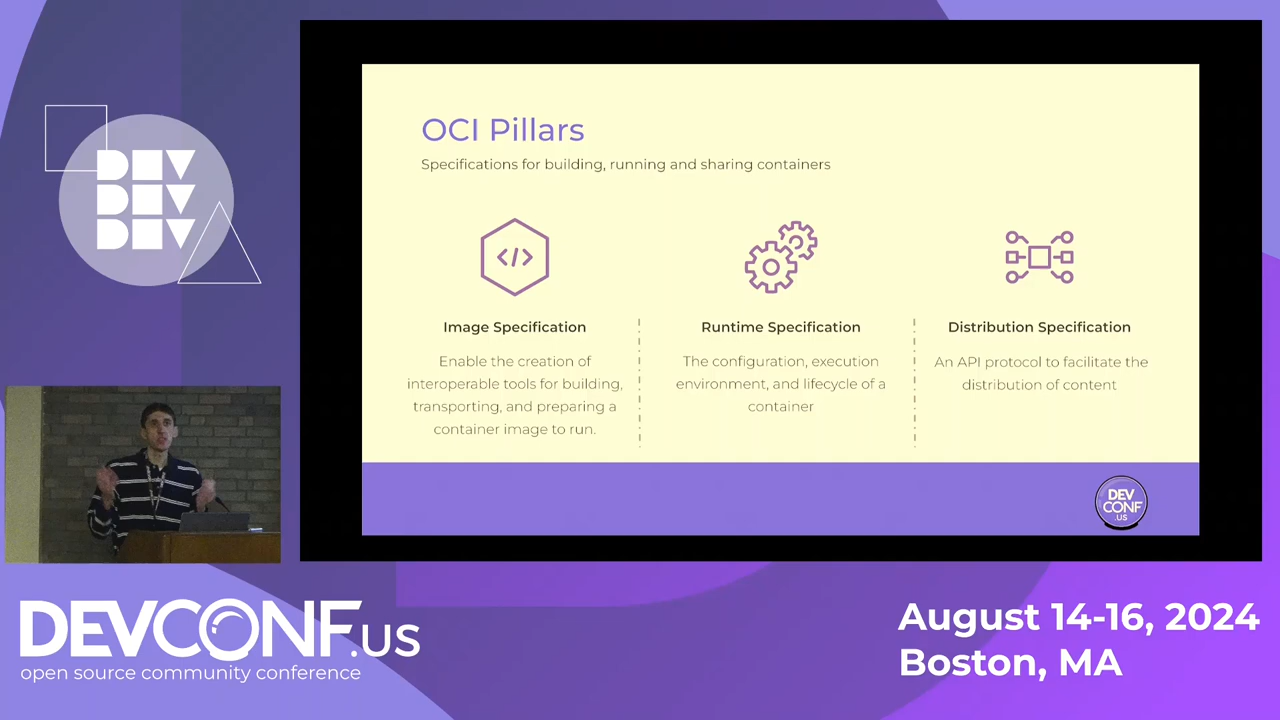 DEV
DEV
DEV
OCI Pillars
Specifications for building, running and sharing containers
</>
Image Specification
Enable the creation of
interoperable tools for building,
transporting, and preparing a
container image to run.
Runtime Specification
The configuration, execution
environment, and lifecycle of a
container
Distribution Specification
An API protocol to facilitate the
distribution of content
DEV
CONF
.US
DEVCONF.us
open source community conference
August 14-16, 2024
Boston, MA